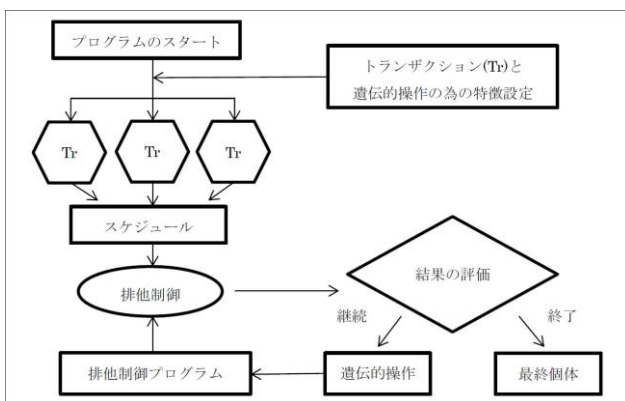 プログラムのスタート
トランザクション(Tr)と
遺伝的操作の為の特徴設定
Tr
Tr
Tr
スケジュール
排他制御
結果の評価
継続
終了
排他制御プログラム
遺伝的操作
最終個体